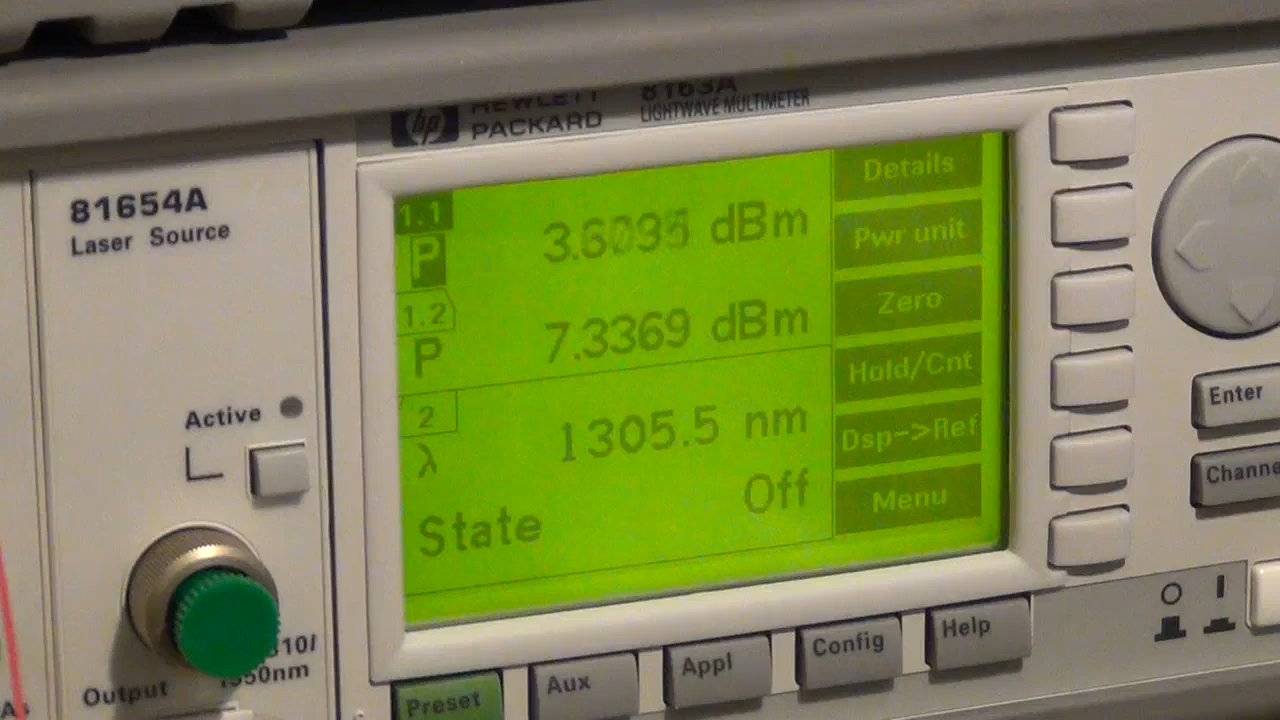 hp HEWLETT PACKARD
8163A
LIGHTWAVE MULTIMETER
81654A
Laser Source
Active
Output
1.1
P
dBm
1.2
P
7.3369 dBm
2
λ
1305.5 nm
State
Off
Details
Pwr unit
Zero
Hold/Cnt
Dsp->Ref
Menu
Enter
Channe
Preset
Aux
Appl
Config
Help